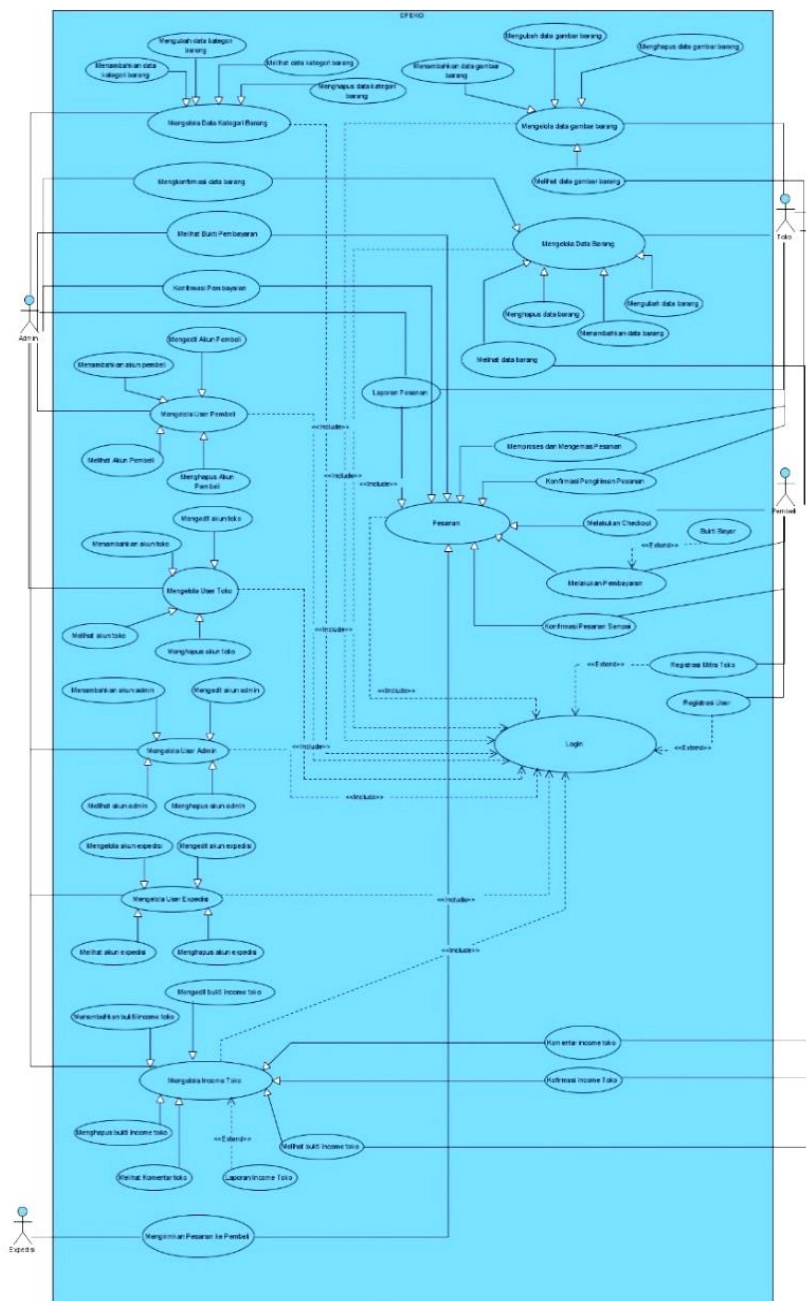 Mengubah data kategori
barang
Menambahkan data
kategori barang
Melihat data kategori barang
Menghapus data kategori
barang
Mengelola Data Kategori Barang
Mengubah data gambar barang
Menghapus data gambar
barang
Menambahkan data gambar
barang
Mengelola data gambar barang
Melihat data gambar barang
Toko
Mengkonfirmasi data barang
Melihat Bukti Pembayaran
Mengelola Data Barang
Mengubah data barang
Menghapus data barang
Menambahkan data barang
Melihat data barang
Konfirmasi Pembayaran
Admin
Mengedit Akun Pembeli
Menambahkan akun pembeli
Mengelola User Pembeli
Melihat Akun Pembeli
Menghapus Akun
Pembeli
Laporan Pesanan
<<Include>>
<<Include>>
<<Include>>
Memproses dan Mengemas Pesanan
Konfirmasi Pengiriman Pesanan
Pembeli
Pesanan
Melakukan Checkout
Bukti Bayar
<<Extend>>
Melakukan Pembayaran
Konfirmasi Pesanan Sampai
Mengedit akun toko
Menambahkan akun toko
Mengelola User Toko
Melihat akun toko
Menghapus akun toko
<<Extend>>
Registrasi Mitra Toko
Registrasi User
<<Extend>>
<<Include>>
Login
Menambahkan akun admin
Mengedit akun admin
Mengelola User Admin
<<Include>>
<<Include>>
Melihat akun admin
Menghapus akun admin
Mengelola akun expedisi
Mengedit akun expedisi
Mengelola User Expedisi
<<Include>>
Melihat akun expedisi
Menghapus akun expedisi
<<Include>>
Mengedit bukti income toko
Menambahkan bukti income toko
Mengelola Income Toko
Komentar income toko
Kofirmasi Income Toko
Menghapus bukti income toko
<<Extend>>
Melihat bukti income toko
Melihat Komentar toko
Laporan Income Toko
Expedisi
Mengirimkan Pesanan ke Pembeli